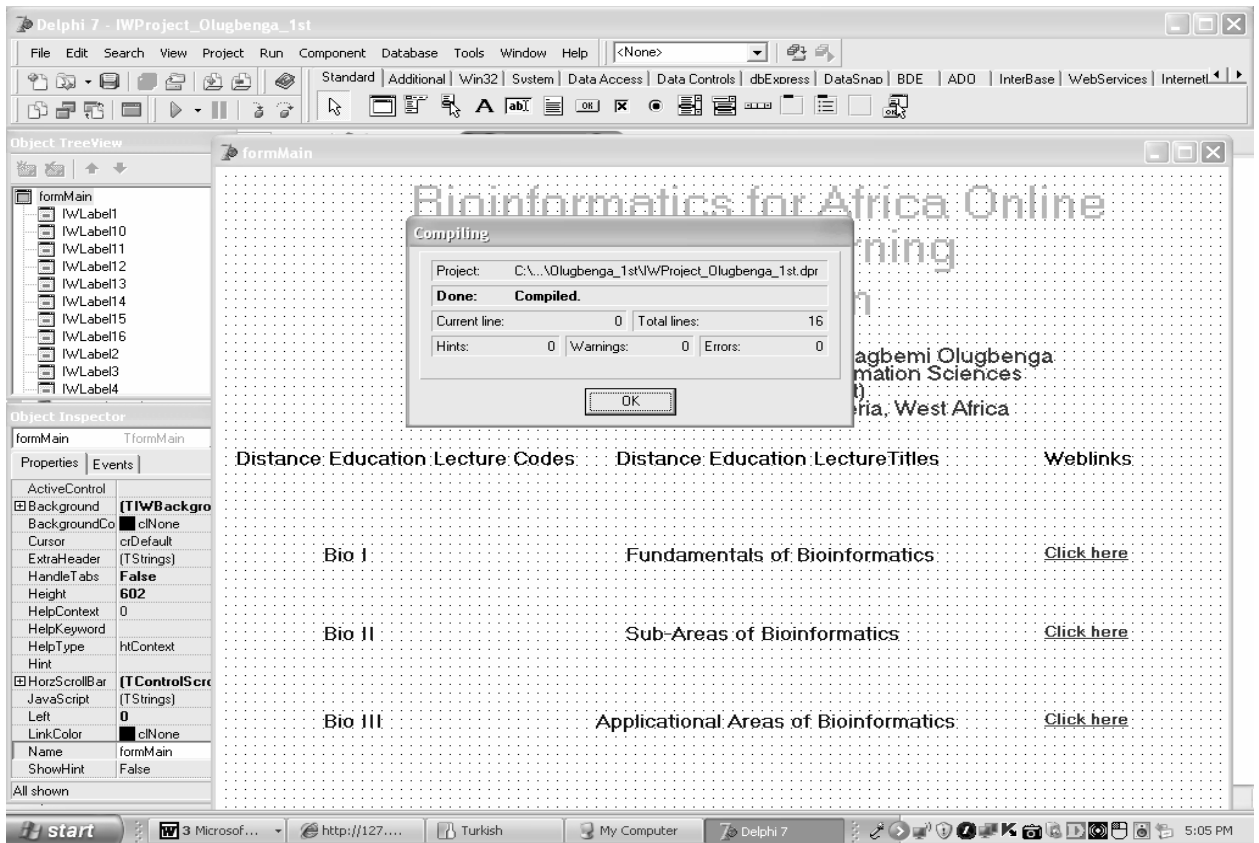 Delphi 7 - IWProject_Olugbenga_1st
File Edit Search View Project Run Component Database Tools Window Help <None>
Standard Additional Win32 System Data Access Data Controls dbExpress DataSnap BDE ADO InterBase WebServices
Object TreeView
formMain
IWLabel1
IWLabel10
IWLabel11
IWLabel12
IWLabel13
IWLabel14
IWLabel15
IWLabel16
IWLabel2
IWLabel3
IWLabel4
Object Inspector
formMain TformMain
Properties Events
ActiveControl
Background (TIWBackgro
BackgroundCo clNone
Cursor crDefault
ExtraHeader (TStrings)
HandleTabs False
Height 602
HelpContext 0
HelpKeyword
HelpType htContext
Hint
HorzScrollBar (TControlScr
JavaScript (TStrings)
Left 0
LinkColor clNone
Name formMain
ShowHint False
All shown
formMain
Bioinformatics for Africa Online
rning
Compiling
Project: C:\...\Olugbenga_1st\IWProject_Olugbenga_1st.dpr
Done: Compiled.
Current line: 0 Total lines: 16
Hints: 0 Warnings: 0 Errors: 0
OK
agbemi Olugbenga
mation Sciences
eria, West Africa
Distance Education Lecture Codes Distance Education LectureTitles Weblinks
Bio I Fundamentals of Bioinformatics Click here
Bio II Sub-Areas of Bioinformatics Click here
Bio III Applicational Areas of Bioinformatics Click here
start 3 Microsof... http://127.... Turkish My Computer Delphi 7 5:05 PM